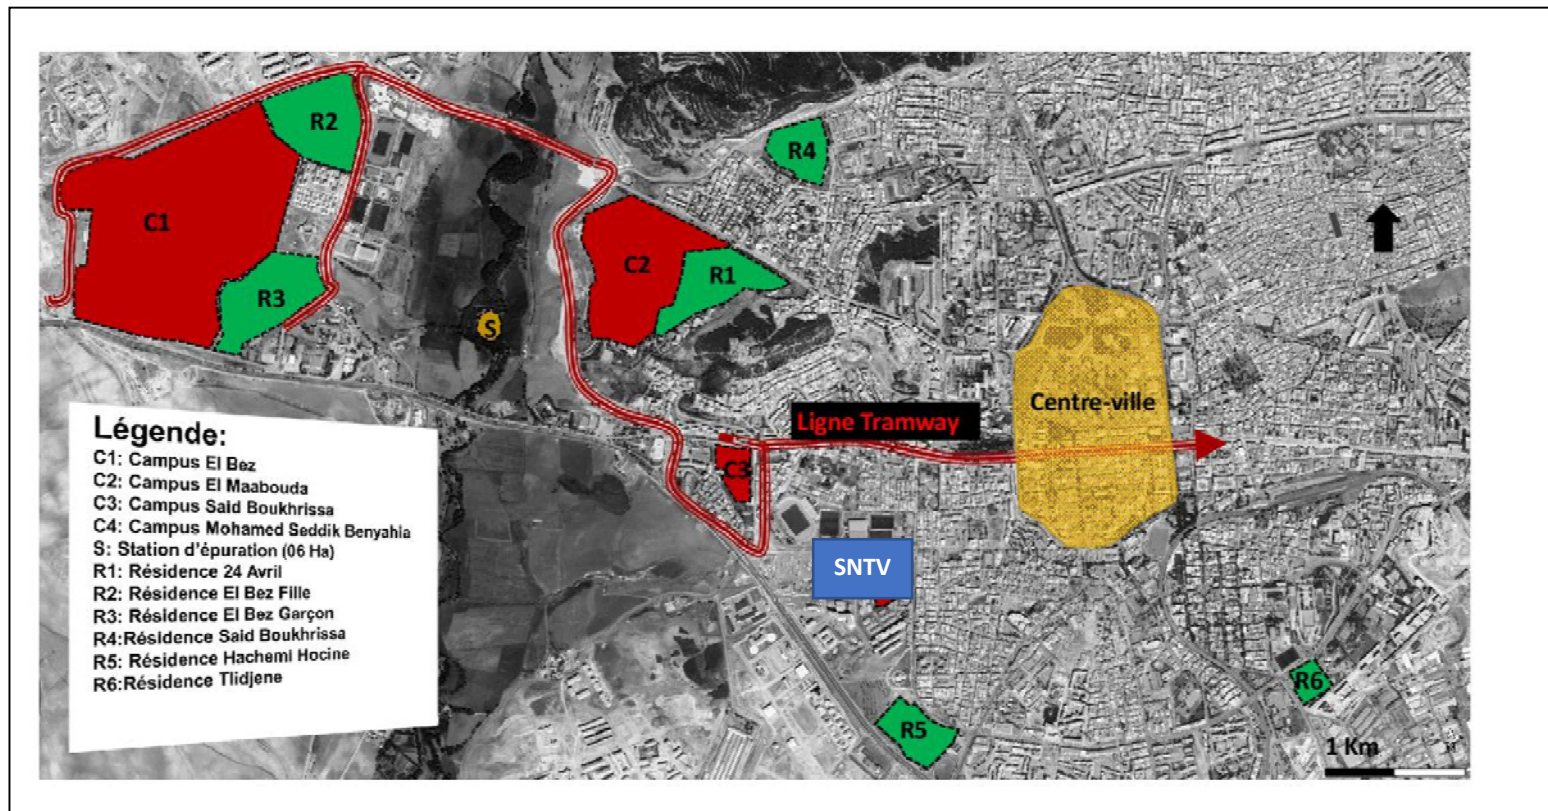 R2
R4
C1
C2
R1
R3
S
Centre-ville
Ligne Tramway
C3
SNTV
R6
R5
1 Km
Légende:
C1: Campus El Bez
C2: Campus El Maabouda
C3: Campus Said Boukhrissa
C4: Campus Mohamed Seddik Benyahia
S: Station d'épuration (06 Ha)
R1: Résidence 24 Avril
R2: Résidence El Bez Fille
R3: Résidence El Bez Garçon
R4:Résidence Said Boukhrissa
R5: Résidence Hachemi Hocine
R6:Résidence Tlidjene